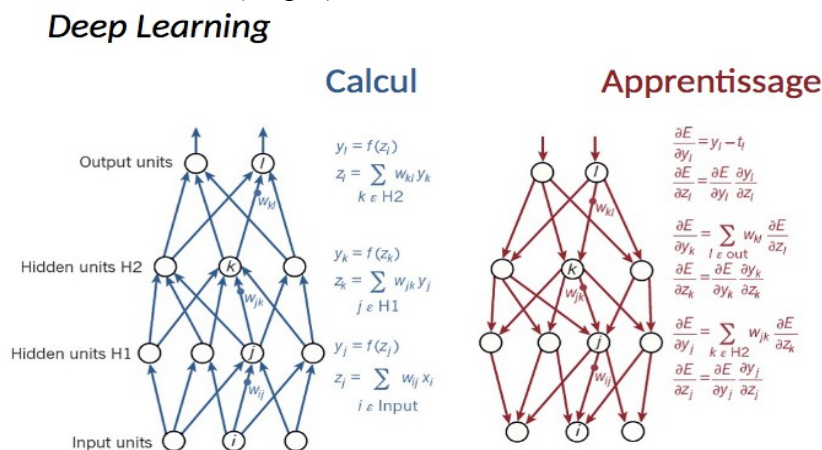 Deep Learning
Calcul
Apprentissage
Output units
Hidden units H2
Hidden units H1
Input units
l
w_kl
k
w_jk
j
w_ij
i
y_l = f(z_l)
z_l = ∑ w_kl y_k
k ε H2
y_k = f(z_k)
z_k = ∑ w_jk y_j
j ε H1
y_j = f(z_j)
z_j = ∑ w_ij x_i
i ε Input
l
w_kl
k
w_jk
j
w_ij
i
∂E/∂y_l = y_l − t_l
∂E/∂z_l = ∂E/∂y_l ∂y_l/∂z_l
∂E/∂y_k = ∑ w_kl ∂E/∂z_l
l ε out
∂E/∂z_k = ∂E/∂y_k ∂y_k/∂z_k
∂E/∂y_j = ∑ w_jk ∂E/∂z_k
k ε H2
∂E/∂z_j = ∂E/∂y_j ∂y_j/∂z_j